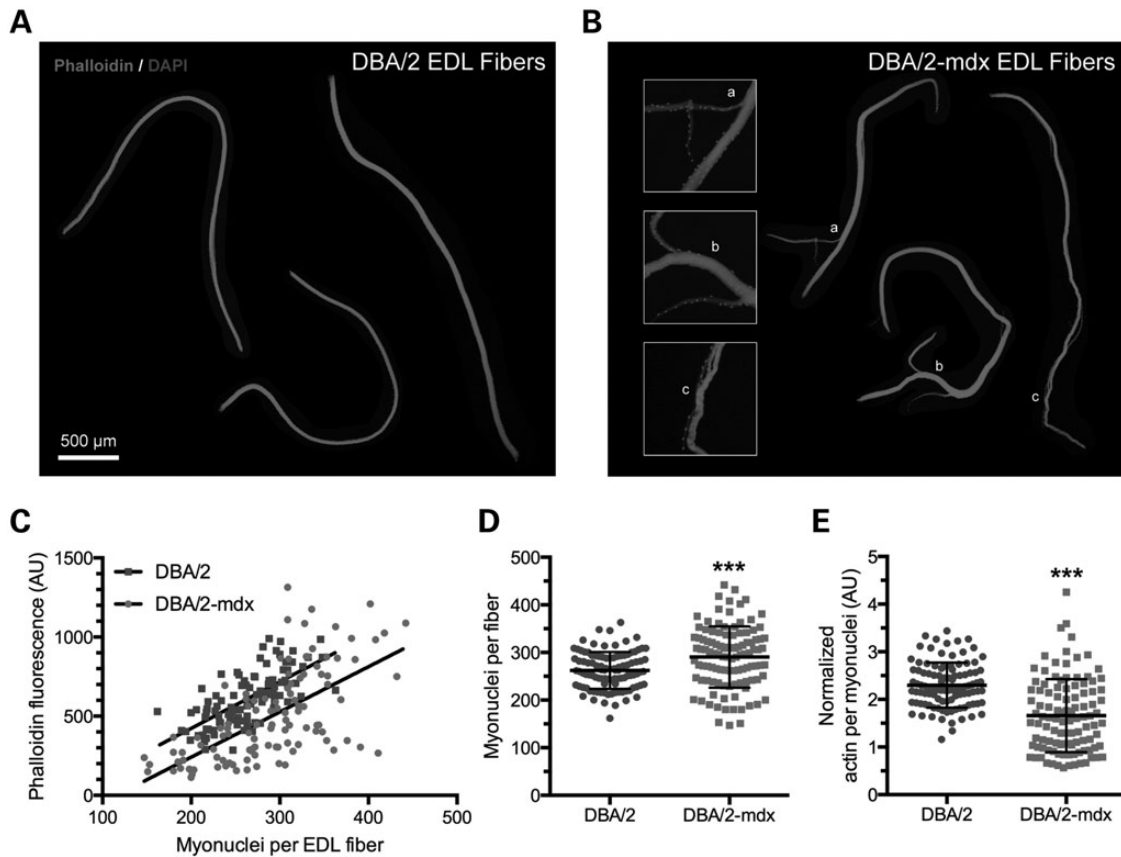 A
Phalloidin / DAPI
DBA/2 EDL Fibers
500 µm
B
DBA/2-mdx EDL Fibers
a
b
c
a
b
c
C
Phalloidin fluorescence (AU)
1500
1000
500
0
DBA/2
DBA/2-mdx
100 200 300 400 500
Myonuclei per EDL fiber
D
Myonuclei per fiber
500
400
300
200
100
0
***
DBA/2 DBA/2-mdx
E
Normalized
actin per myonuclei (AU)
5
4
3
2
1
0
***
DBA/2 DBA/2-mdx